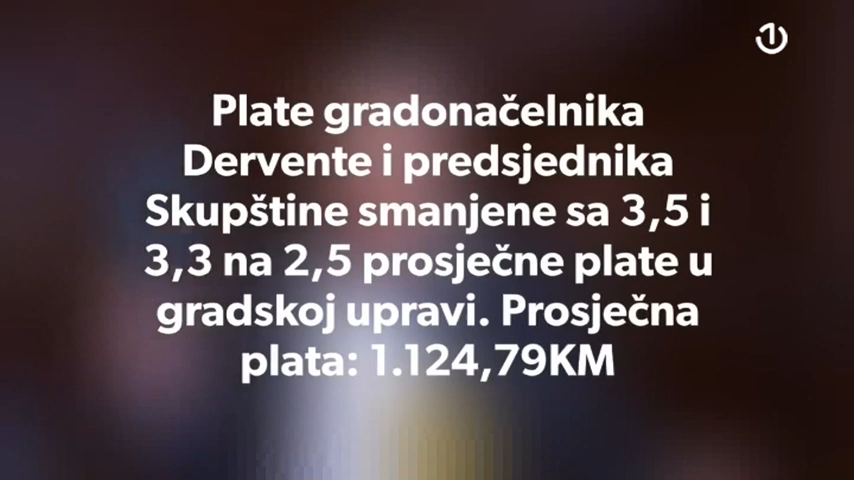 Plate gradonačelnika
Dervente i predsjednika
Skupštine smanjene sa 3,5 i
3,3 na 2,5 prosječne plate u
gradskoj upravi. Prosječna
plata: 1.124,79KM